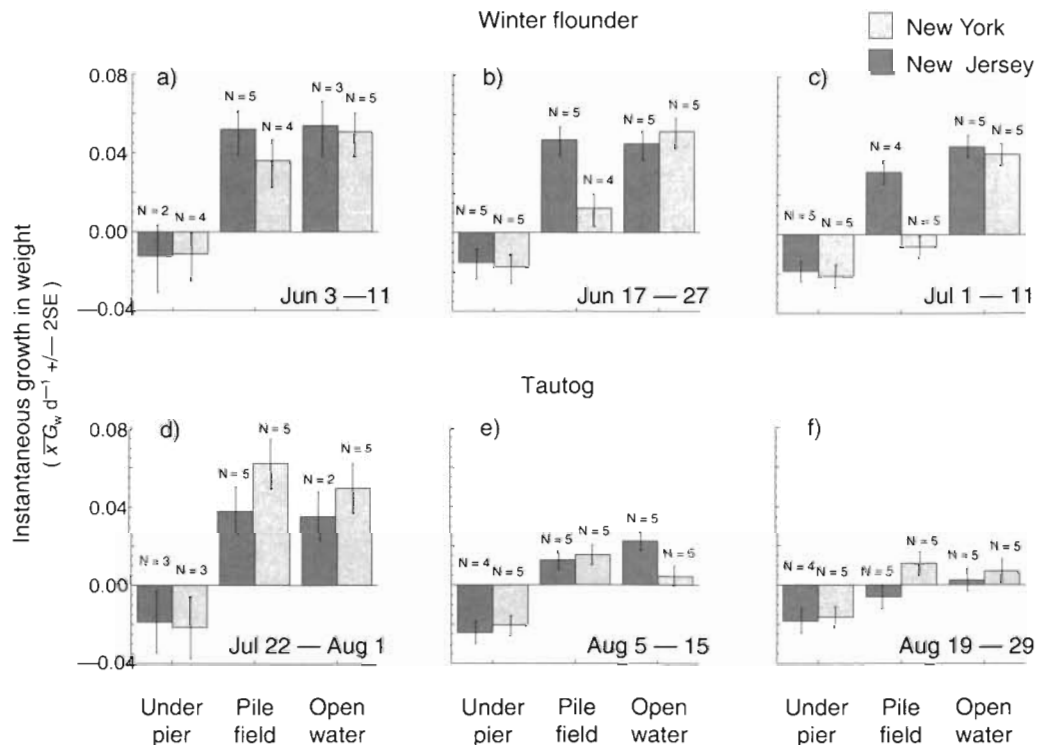 Winter flounder
New York
New Jersey
Instantaneous growth in weight
( x̅ G̅w d—1 +/— 2SE)
0.08
0.04
0.00
—0.04
a)
N = 5
N = 3
N = 5
N = 4
N = 2
N = 4
Jun 3 —11
b)
N = 5
N = 5
N = 5
N = 4
N = 5
N = 5
Jun 17 — 27
c)
N = 5
N = 5
N = 4
N = 5
N = 5
N = 5
Jul 1 — 11
Tautog
0.08
0.04
0.00
—0.04
d)
N = 5
N = 5
N = 2
N = 5
N = 3
N = 3
Jul 22 — Aug 1
e)
N = 5
N = 5
N = 5
N = 5
N = 4
N = 5
Aug 5 — 15
f)
N = 5
N = 5
N = 4
N = 5
N = 5
N = 5
Aug 19 — 29
Under
pier
Pile
field
Open
water
Under
pier
Pile
field
Open
water
Under
pier
Pile
field
Open
water